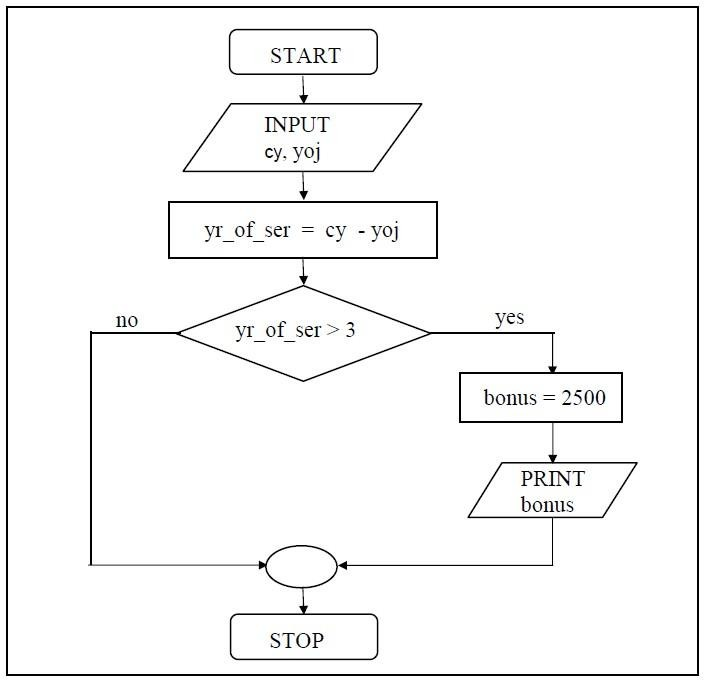 START
INPUT
cy, yoj
yr_of_ser = cy - yoj
yr_of_ser > 3
no
yes
bonus = 2500
PRINT
bonus
STOP